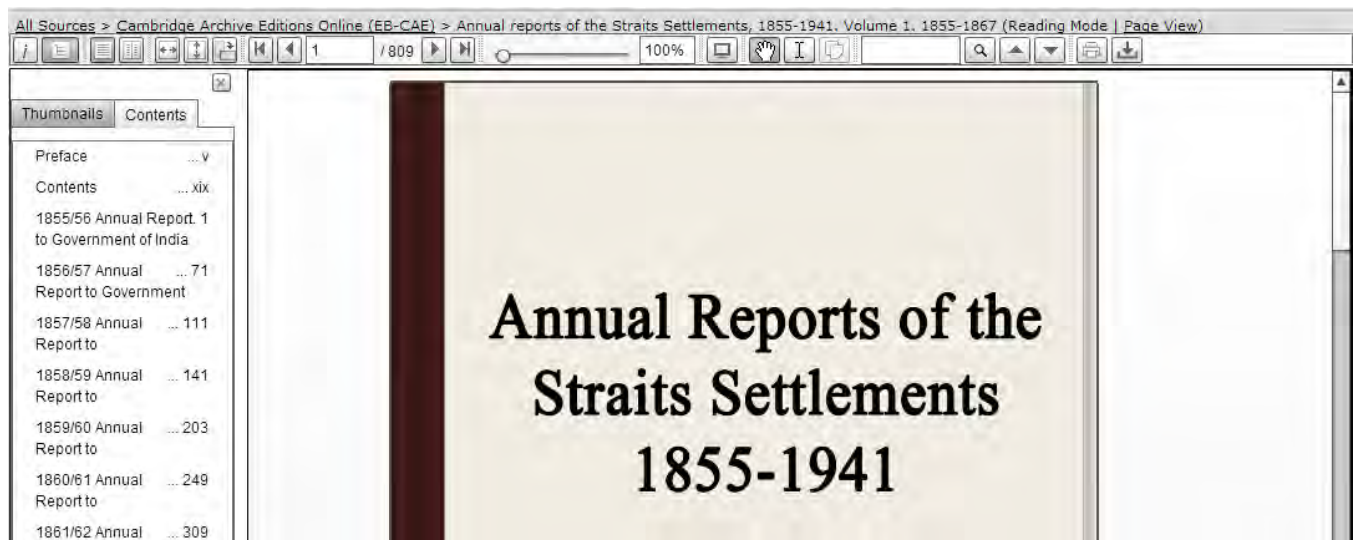 All Sources > Cambridge Archive Editions Online (EB-CAE) > Annual reports of the Straits Settlements, 1855-1941. Volume 1. 1855-1867 (Reading Mode | Page View)
i 1 /809 100%
Thumbnails Contents
Preface ... v
Contents ... xix
1855/56 Annual Report. 1
to Government of India
1856/57 Annual ... 71
Report to Government
1857/58 Annual ... 111
Report to
1858/59 Annual ... 141
Report to
1859/60 Annual ... 203
Report to
1860/61 Annual ... 249
Report to
1861/62 Annual ... 309
Annual Reports of the
Straits Settlements
1855-1941